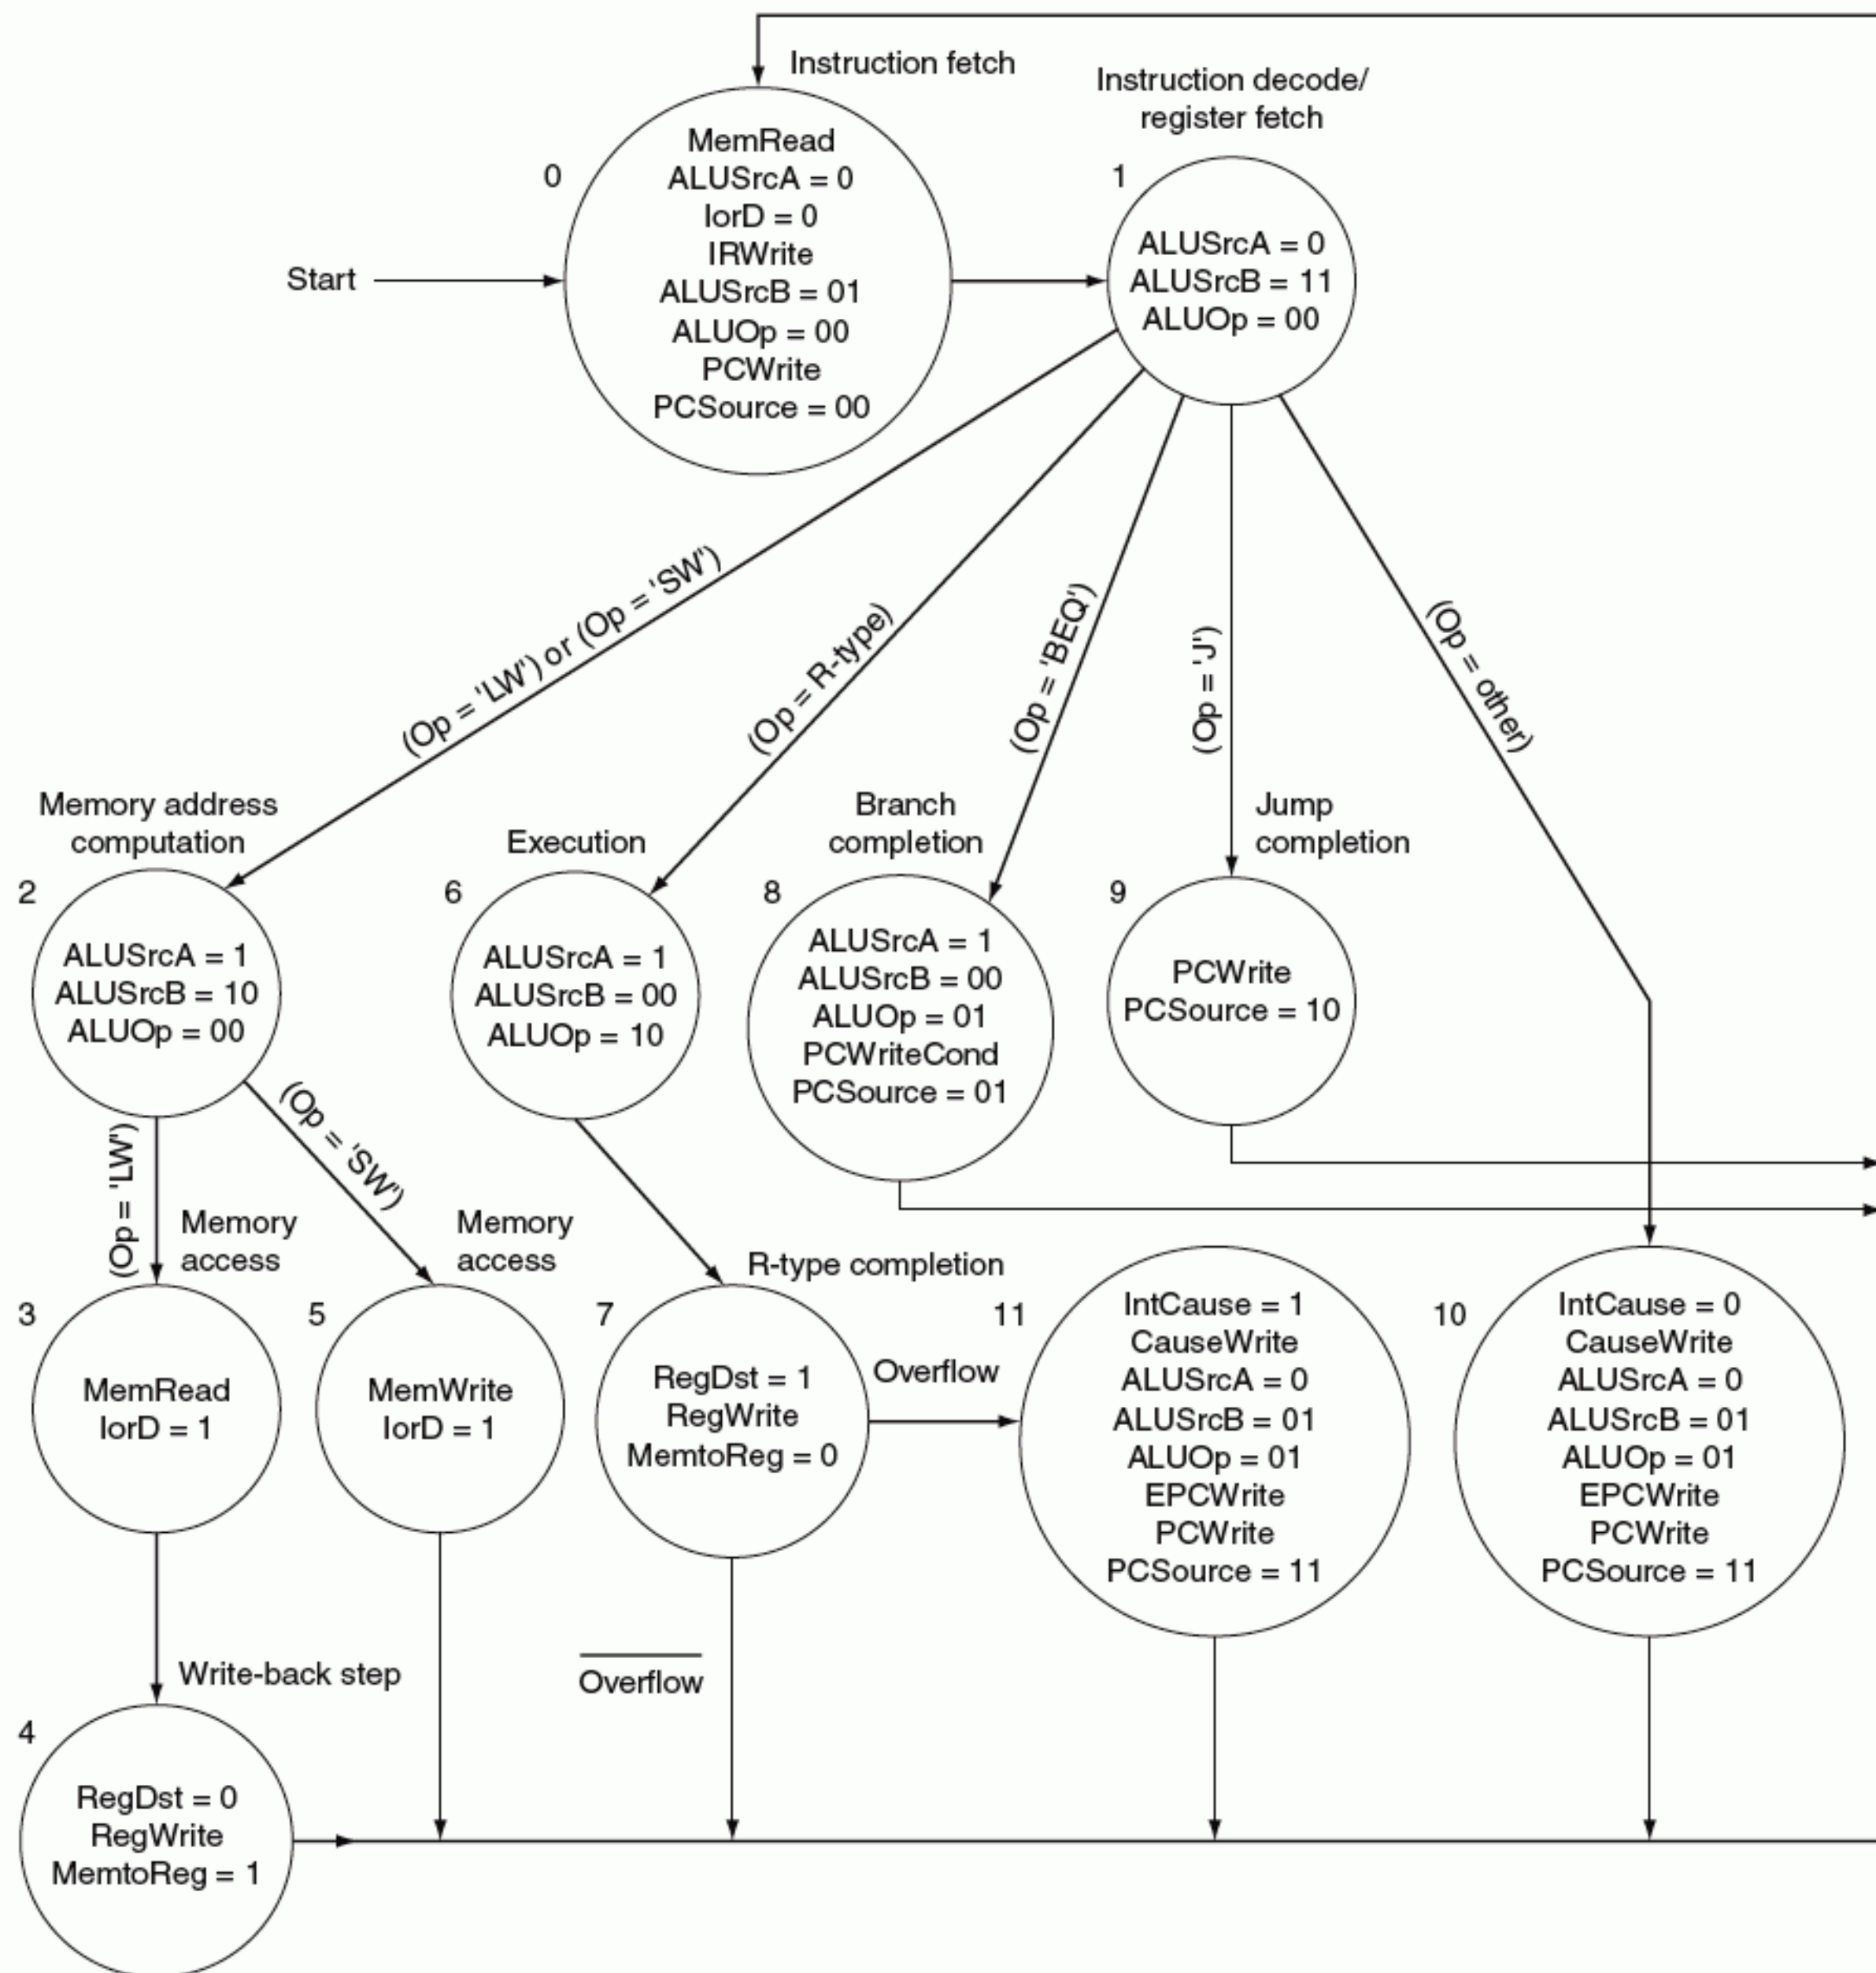 Instruction fetch
Instruction decode/
register fetch
0
MemRead
ALUSrcA = 0
IorD = 0
IRWrite
ALUSrcB = 01
ALUOp = 00
PCWrite
PCSource = 00
1
ALUSrcA = 0
ALUSrcB = 11
ALUOp = 00
Start
(Op = 'LW') or (Op = 'SW')
(Op = R-type)
(Op = 'BEQ')
(Op = 'J')
(Op = other)
Memory address
computation
2
ALUSrcA = 1
ALUSrcB = 10
ALUOp = 00
Execution
6
ALUSrcA = 1
ALUSrcB = 00
ALUOp = 10
Branch
completion
8
ALUSrcA = 1
ALUSrcB = 00
ALUOp = 01
PCWriteCond
PCSource = 01
Jump
completion
9
PCWrite
PCSource = 10
(Op = 'LW')
(Op = 'SW')
Memory
access
3
MemRead
IorD = 1
Memory
access
5
MemWrite
IorD = 1
R-type completion
7
RegDst = 1
RegWrite
MemtoReg = 0
Overflow
11
IntCause = 1
CauseWrite
ALUSrcA = 0
ALUSrcB = 01
ALUOp = 01
EPCWrite
PCWrite
PCSource = 11
10
IntCause = 0
CauseWrite
ALUSrcA = 0
ALUSrcB = 01
ALUOp = 01
EPCWrite
PCWrite
PCSource = 11
Write-back step
Overflow
4
RegDst = 0
RegWrite
MemtoReg = 1